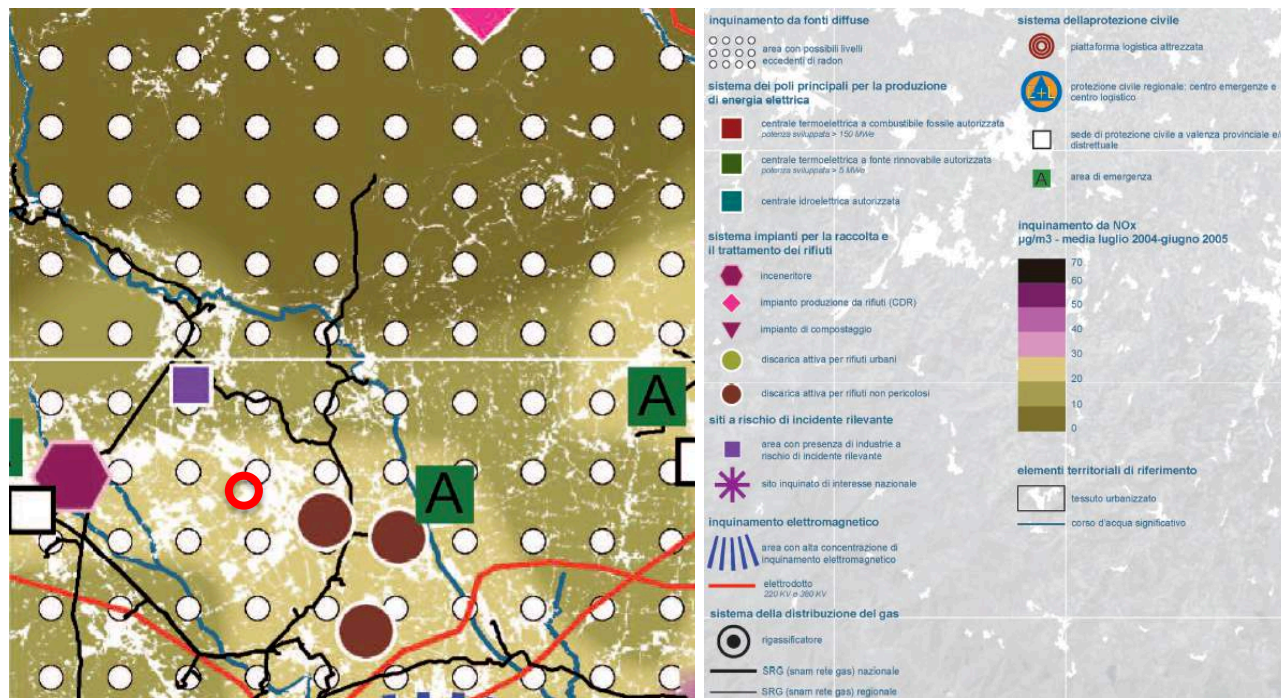 A
A
inquinamento da fonti diffuse
area con possibili livelli
eccedenti di radon
sistema dei poli principali per la produzione
di energia elettrica
centrale termoelettrica a combustibile fossile autorizzata
potenza sviluppata > 150 MWe
centrale termoelettrica a fonte rinnovabile autorizzata
potenza sviluppata > 5 MWe
centrale idroelettrica autorizzata
sistema impianti per la raccolta e
il trattamento dei rifiuti
inceneritore
impianto produzione da rifiuti (CDR)
impianto di compostaggio
discarica attiva per rifiuti urbani
discarica attiva per rifiuti non pericolosi
siti a rischio di incidente rilevante
area con presenza di industrie a
rischio di incidente rilevante
sito inquinato di interesse nazionale
inquinamento elettromagnetico
area con alta concentrazione di
inquinamento elettromagnetico
elettrodotto
220 KV o 380 KV
sistema della distribuzione del gas
rigassificatore
SRG (snam rete gas) nazionale
SRG (snam rete gas) regionale
sistema dellaprotezione civile
piattaforma logistica attrezzata
protezione civile regionale: centro emergenze e
centro logistico
sede di protezione civile a valenza provinciale e/
distrettuale
A
area di emergenza
inquinamento da NOx
µg/m3 - media luglio 2004-giugno 2005
70
60
50
40
30
20
10
0
elementi territoriali di riferimento
tessuto urbanizzato
corso d'acqua significativo